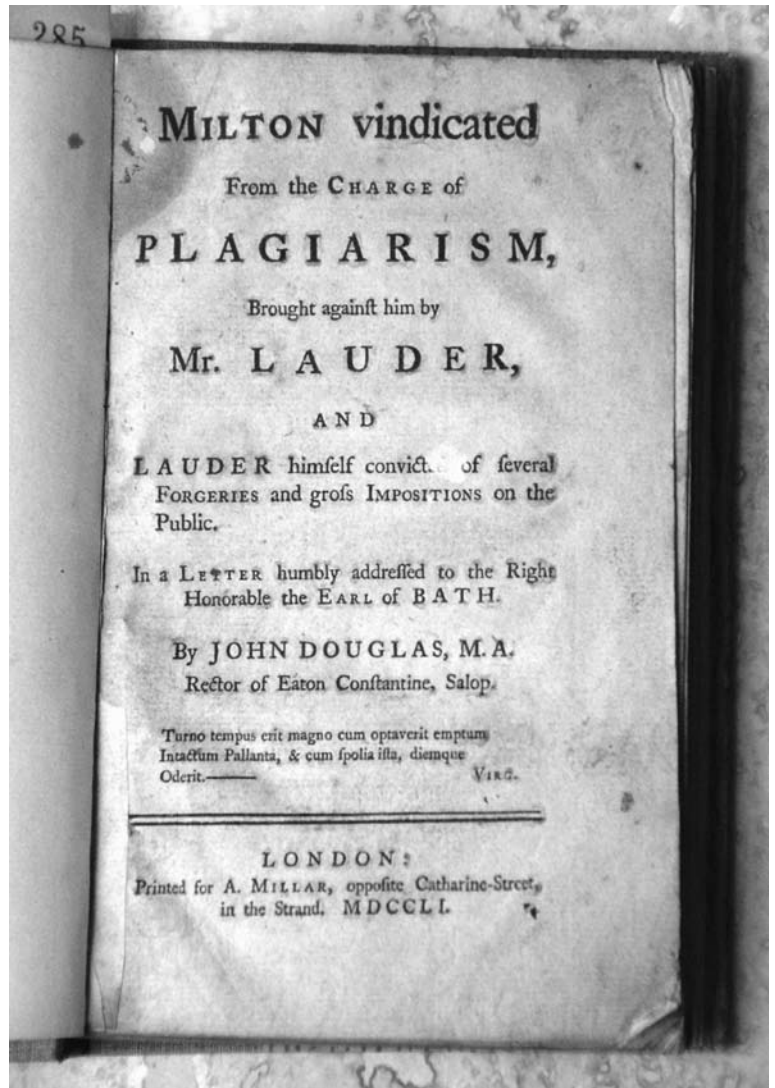 285
MILTON vindicated
From the CHARGE of
PLAGIARISM,
Brought againſt him by
Mr. LAUDER,
AND
LAUDER himſelf convict of ſeveral
FORGERIES and groſs IMPOSITIONS on the
Public.
In a LETTER humbly addreſſed to the Right
Honorable the EARL of BATH.
By JOHN DOUGLAS, M.A.
Rector of Eaton Conſtantine, Salop.
Turno tempus erit magno cum optaverit emptum
Intactum Pallanta, & cum ſpolia iſta, diemque
Oderit.——— VIRG.
LONDON:
Printed for A. MILLAR, oppoſite Catharine-Street,
in the Strand. MDCCLI.